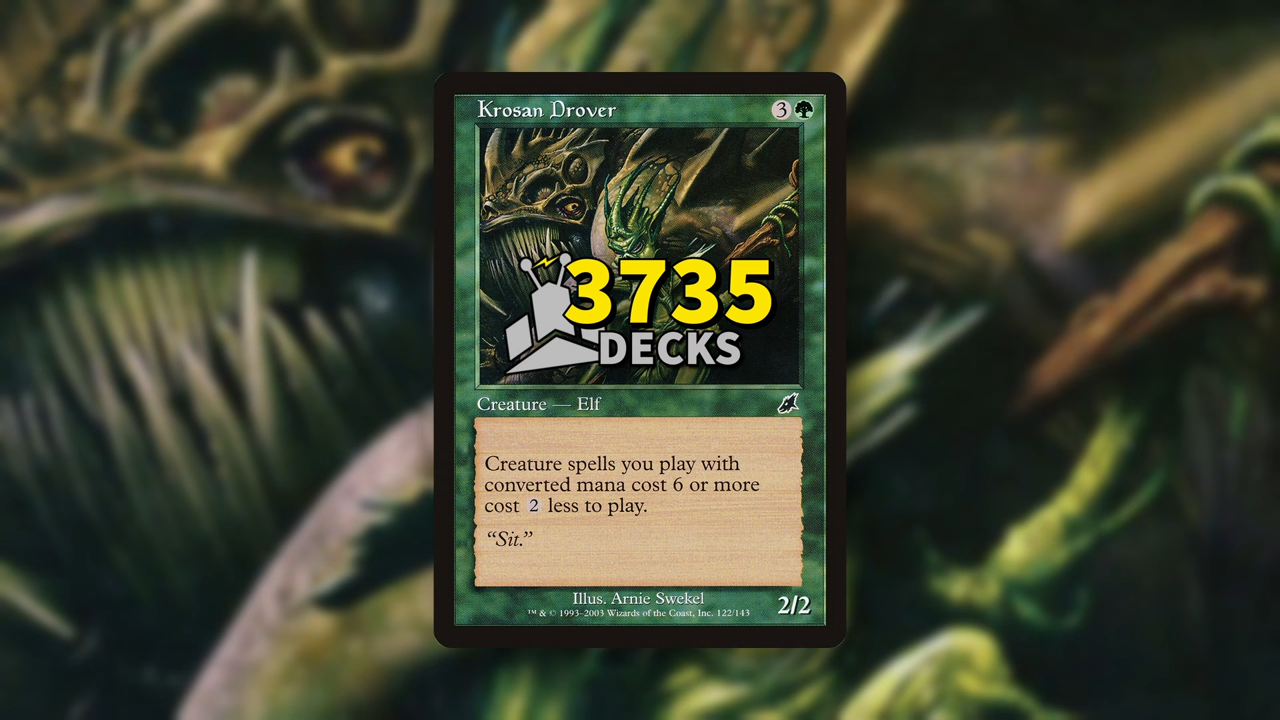 Krosan Drover 3
3735
DECKS
Creature — Elf
Creature spells you play with
converted mana cost 6 or more
cost 2 less to play.
“Sit.”
Illus. Arnie Swekel
™ & © 1993–2003 Wizards of the Coast, Inc. 122/143
2/2